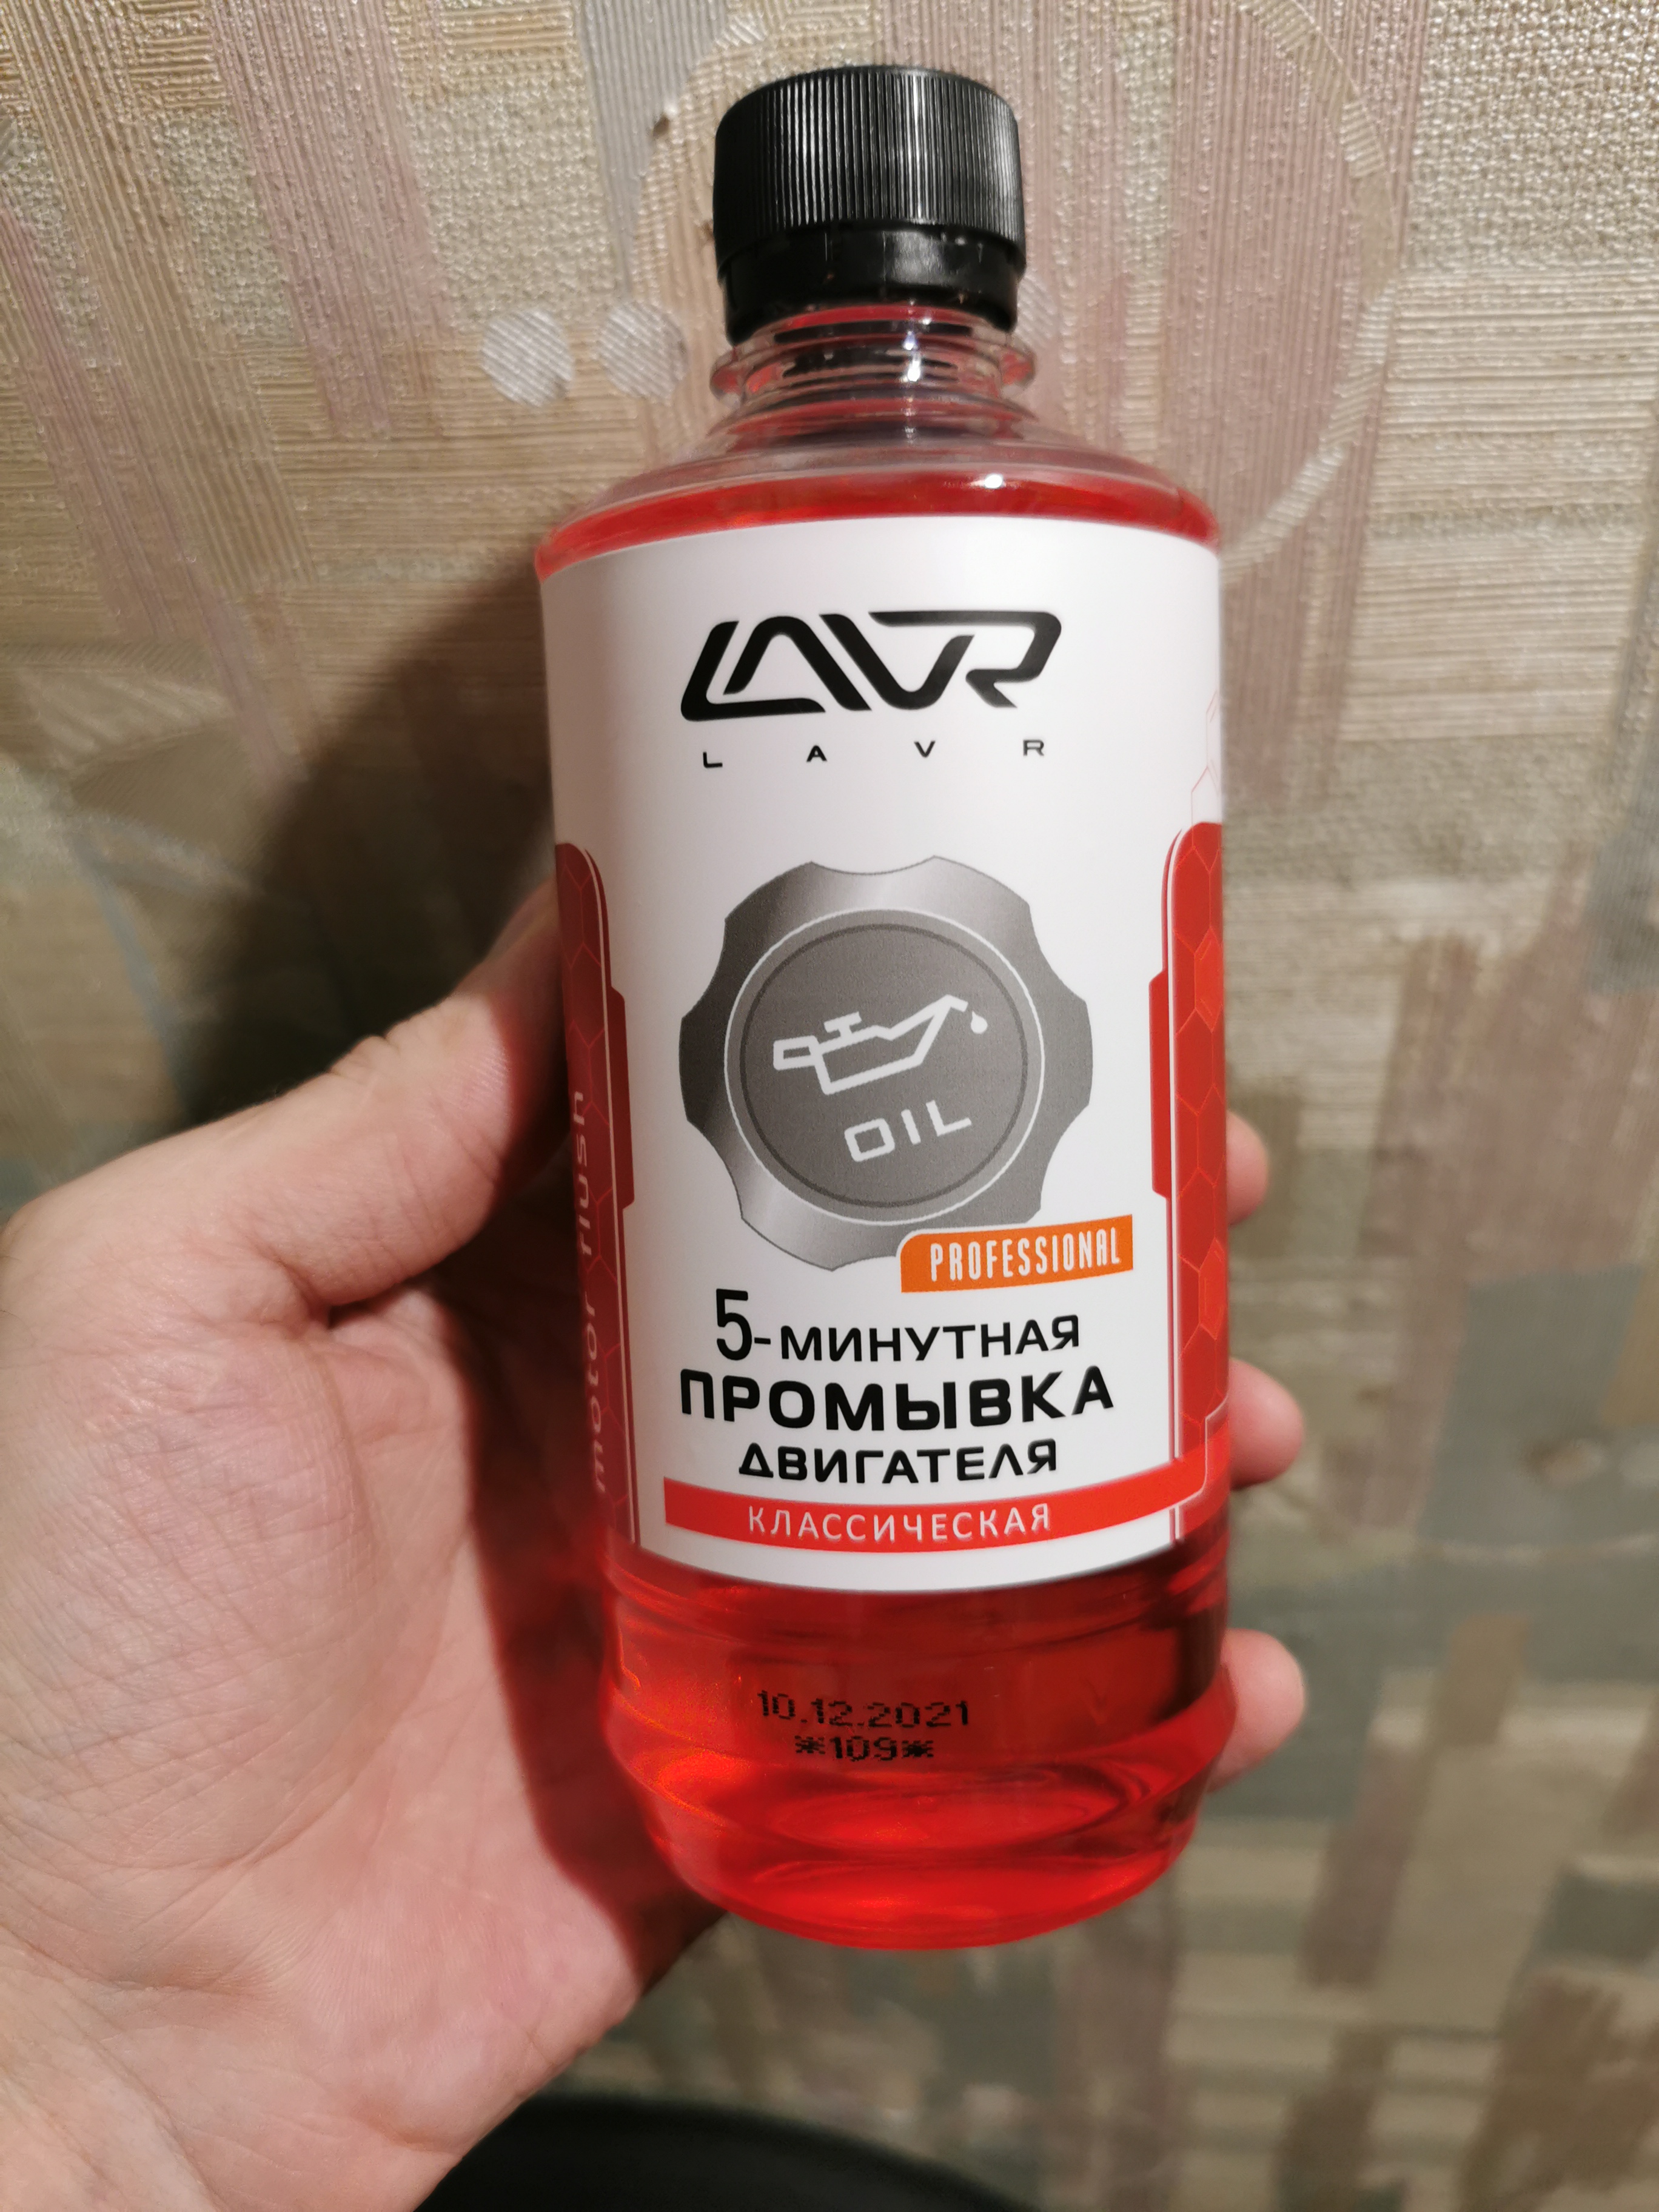 LAVR
LAVR
OIL
PROFESSIONAL
5-МИНУТНАЯ
ПРОМЫВКА
ДВИГАТЕЛЯ
КЛАССИЧЕСКАЯ
motor flush
10.12.2021
*109*